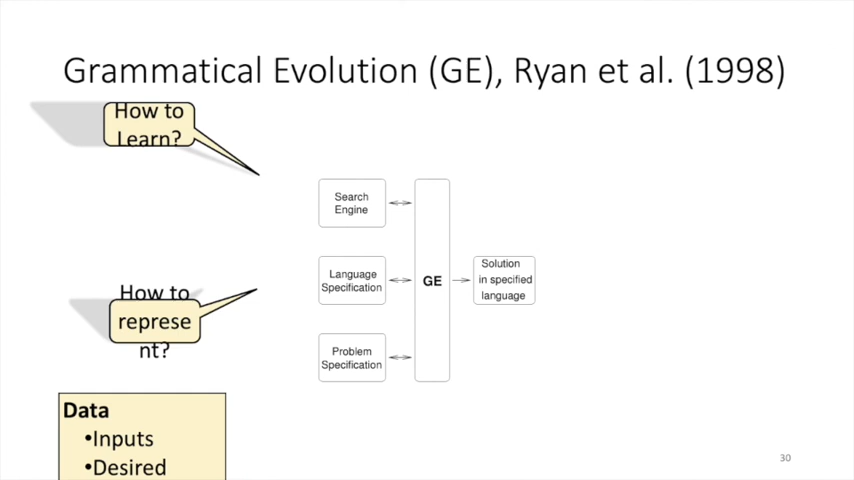 Grammatical Evolution (GE), Ryan et al. (1998)
How to
Learn?
Search
Engine
Language
Specification
GE
Solution
in specified
language
How to
represe
nt?
Problem
Specification
Data
•Inputs
•Desired
30